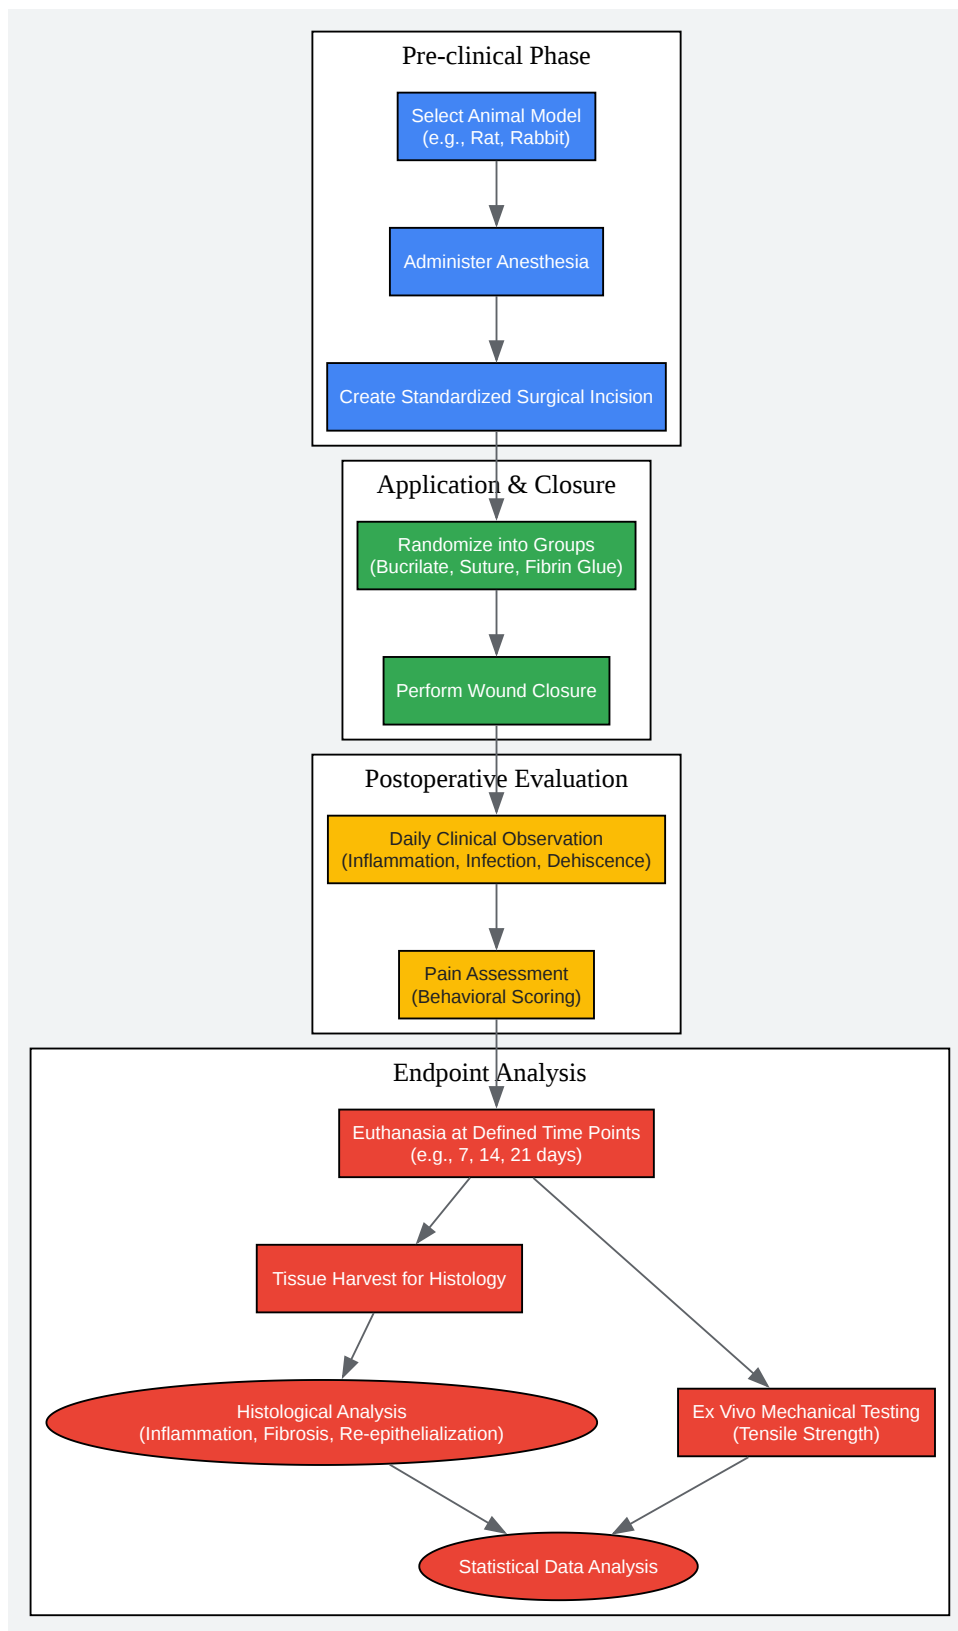 Pre-clinical Phase
Select Animal Model
(e.g., Rat, Rabbit)
Administer Anesthesia
Create Standardized Surgical Incision
Application & Closure
Randomize into Groups
(Bucrilate, Suture, Fibrin Glue)
Perform Wound Closure
Postoperative Evaluation
Daily Clinical Observation
(Inflammation, Infection, Dehiscence)
Pain Assessment
(Behavioral Scoring)
Endpoint Analysis
Euthanasia at Defined Time Points
(e.g., 7, 14, 21 days)
Tissue Harvest for Histology
Histological Analysis
(Inflammation, Fibrosis, Re-epithelialization)
Ex Vivo Mechanical Testing
(Tensile Strength)
Statistical Data Analysis